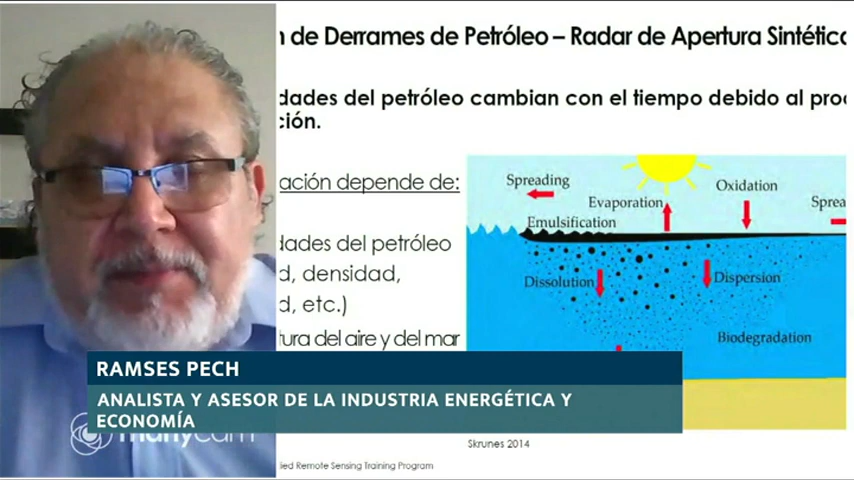 n de Derrames de Petróleo – Radar de Apertura Sintética
dades del petróleo cambian con el tiempo debido al proc
ción.
ación depende de:
dades del petróleo
d, densidad,
d, etc.)
tura del aire y del mar
Spreading
Evaporation
Oxidation
Sprea
Emulsification
Dissolution
Dispersion
Biodegradation
RAMSES PECH
ANALISTA Y ASESOR DE LA INDUSTRIA ENERGÉTICA Y
ECONOMÍA
manycam
Skrunes 2014
ied Remote Sensing Training Program